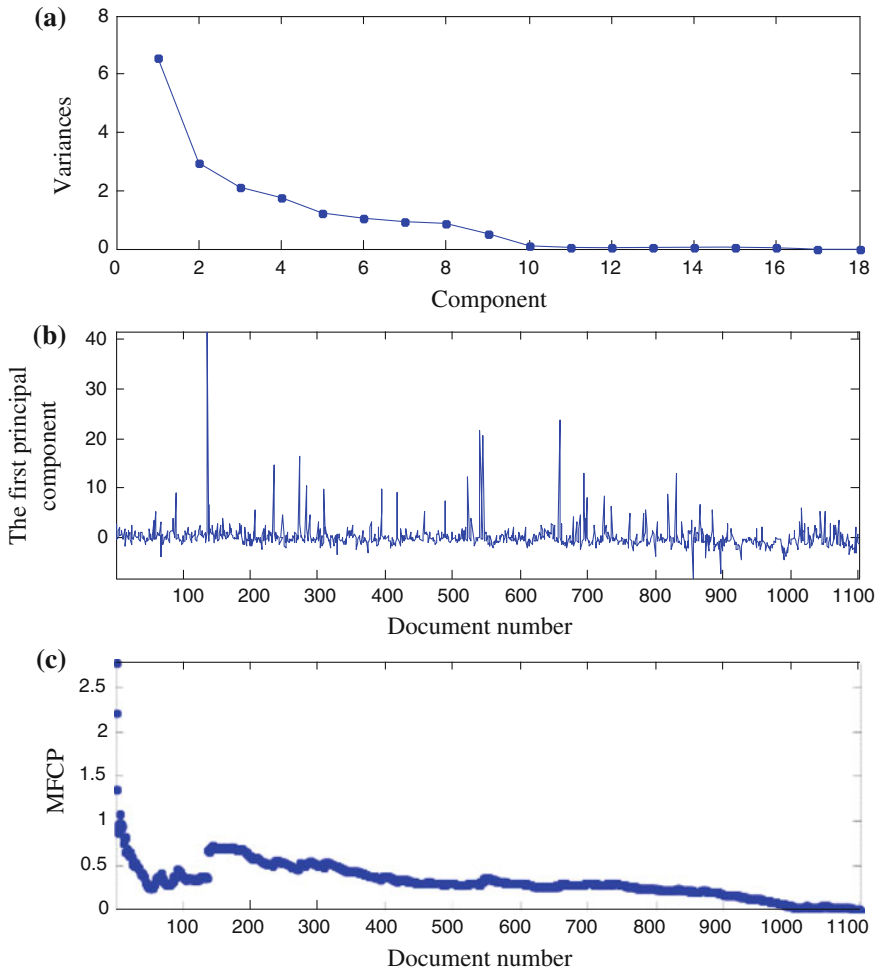 (a)
8
6
4
2
0
Variances
0 2 4 6 8 10 12 14 16 18
Component
(b)
40
30
20
10
0
The first principal
component
100 200 300 400 500 600 700 800 900 1000 1100
Document number
(c)
2.5
2
1.5
1
0.5
0
MFCP
100 200 300 400 500 600 700 800 900 1000 1100
Document number